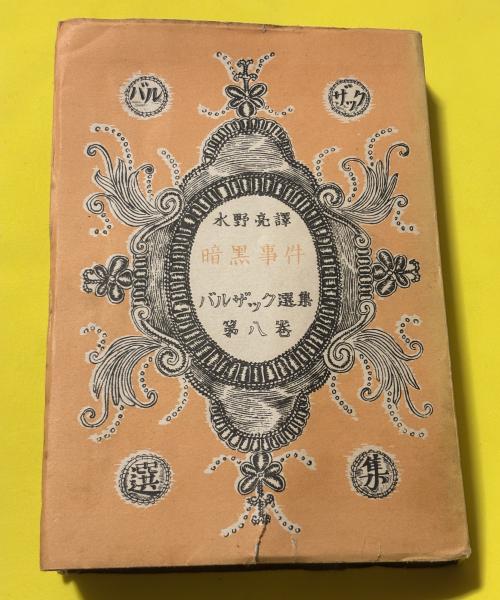 バル
ザック
水野亮譯
暗黒事件
バルザック選集
第八巻
選
集